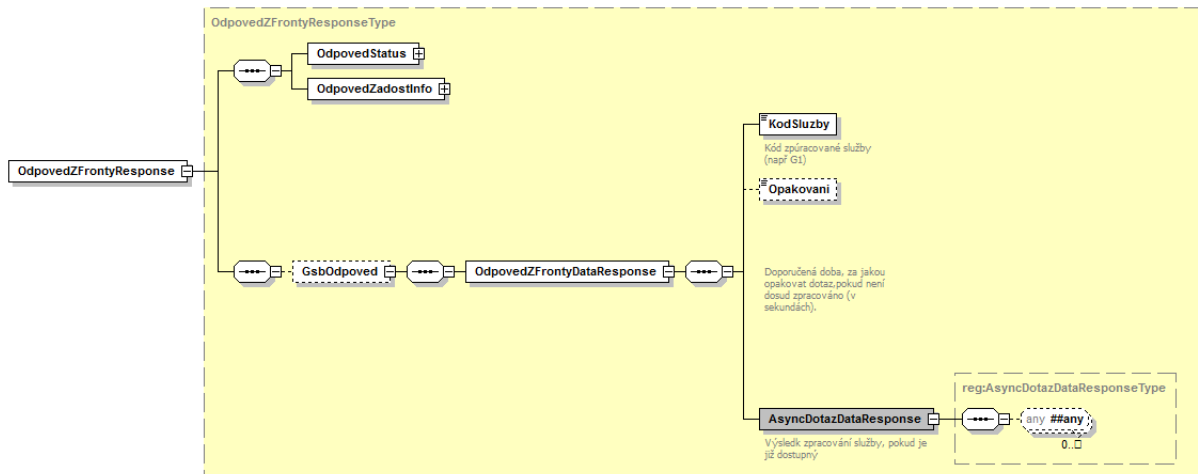 OdpovedZFrontyResponseType
OdpovedStatus
OdpovedZadostInfo
OdpovedZFrontyResponse
KodSluzby
Kód zpúracované služby
(např G1)
Opakovani
GsbOdpoved
OdpovedZFrontyDataResponse
Doporučená doba, za jakou
opakovat dotaz,pokud není
dosud zpracováno (v
sekundách).
reg:AsyncDotazDataResponseType
AsyncDotazDataResponse
any ##any
0..
Výsledk zpracování služby, pokud je
již dostupný